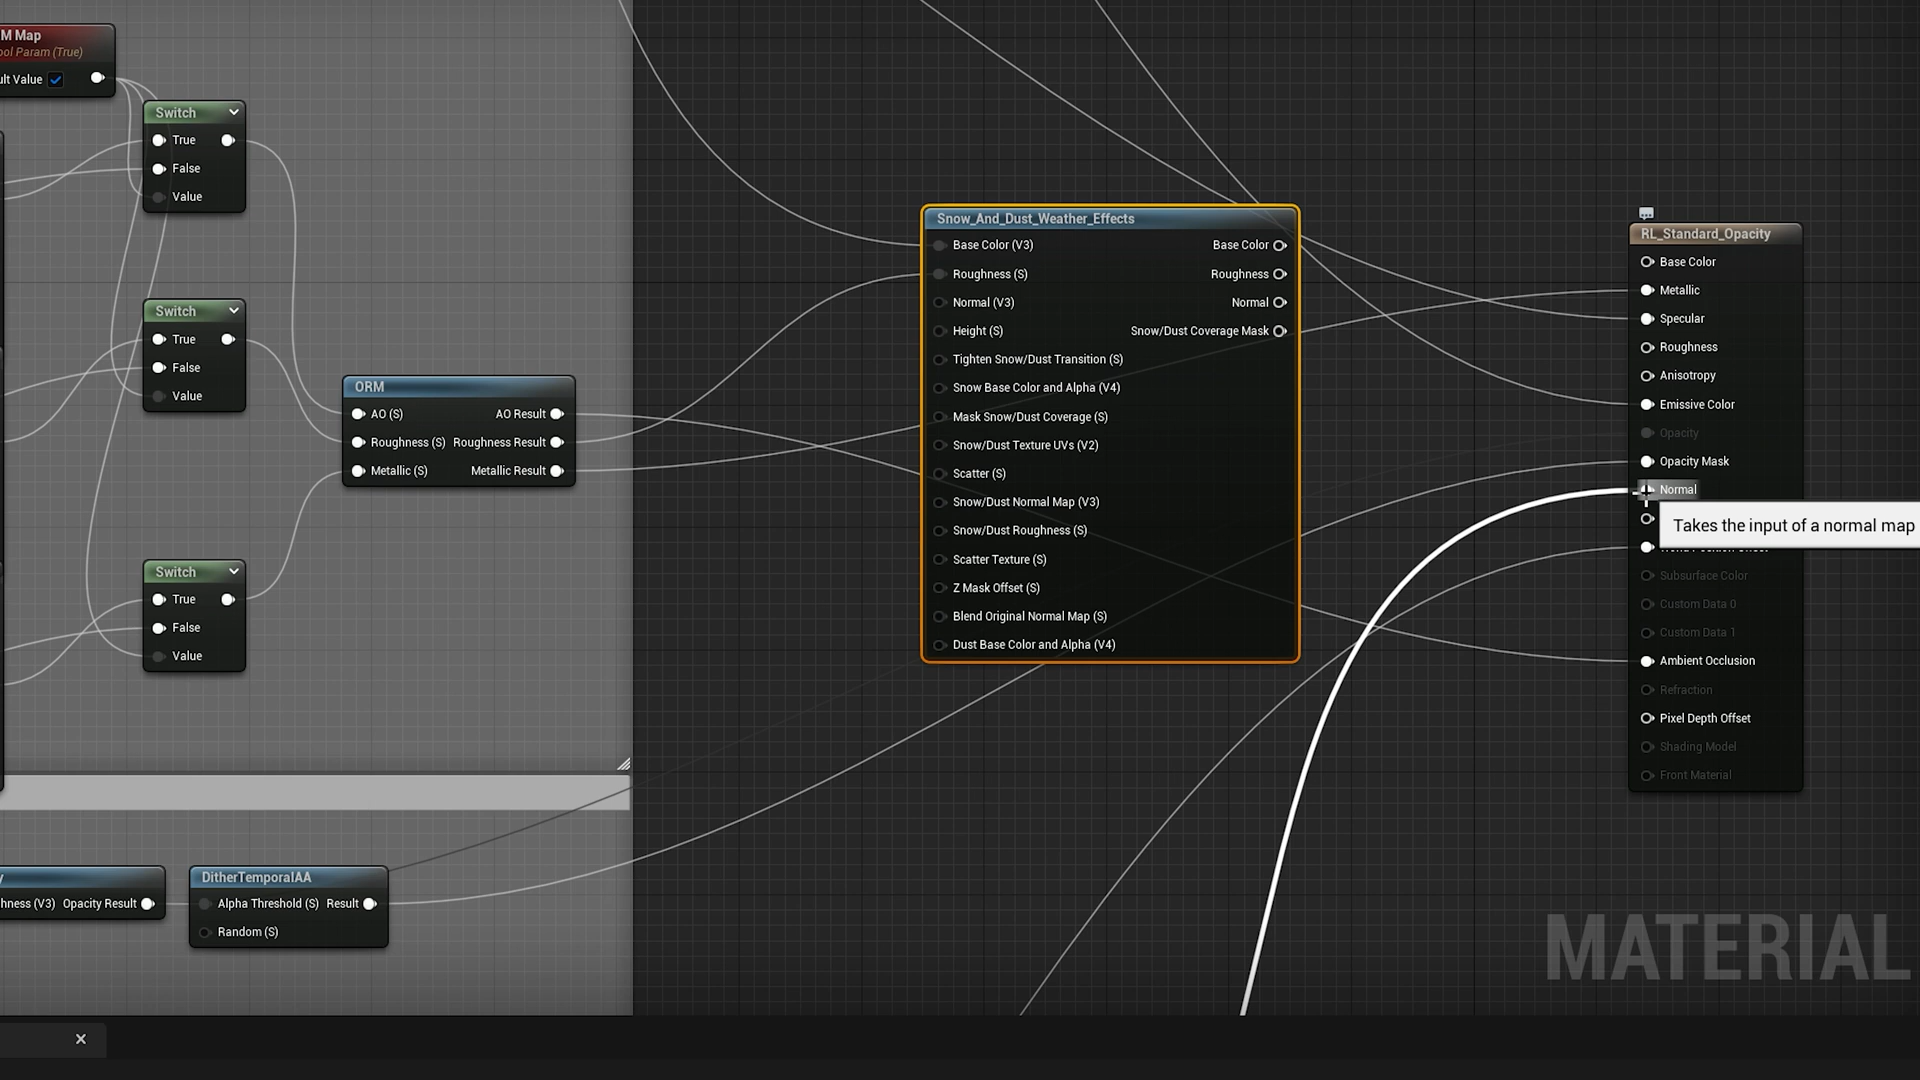 M Map
ool Param (True)
ult Value
Switch
True
False
Value
Switch
True
False
Value
Switch
True
False
Value
ORM
AO (S) AO Result
Roughness (S) Roughness Result
Metallic (S) Metallic Result
y
hness (V3) Opacity Result
DitherTemporalAA
Alpha Threshold (S) Result
Random (S)
Snow_And_Dust_Weather_Effects
Base Color (V3) Base Color
Roughness (S) Roughness
Normal (V3) Normal
Height (S) Snow/Dust Coverage Mask
Tighten Snow/Dust Transition (S)
Snow Base Color and Alpha (V4)
Mask Snow/Dust Coverage (S)
Snow/Dust Texture UVs (V2)
Scatter (S)
Snow/Dust Normal Map (V3)
Snow/Dust Roughness (S)
Scatter Texture (S)
Z Mask Offset (S)
Blend Original Normal Map (S)
Dust Base Color and Alpha (V4)
RL_Standard_Opacity
Base Color
Metallic
Specular
Roughness
Anisotropy
Emissive Color
Opacity
Opacity Mask
Normal
Takes the input of a normal map
Subsurface Color
Custom Data 0
Custom Data 1
Ambient Occlusion
Refraction
Pixel Depth Offset
Shading Model
Front Material
MATERIAL